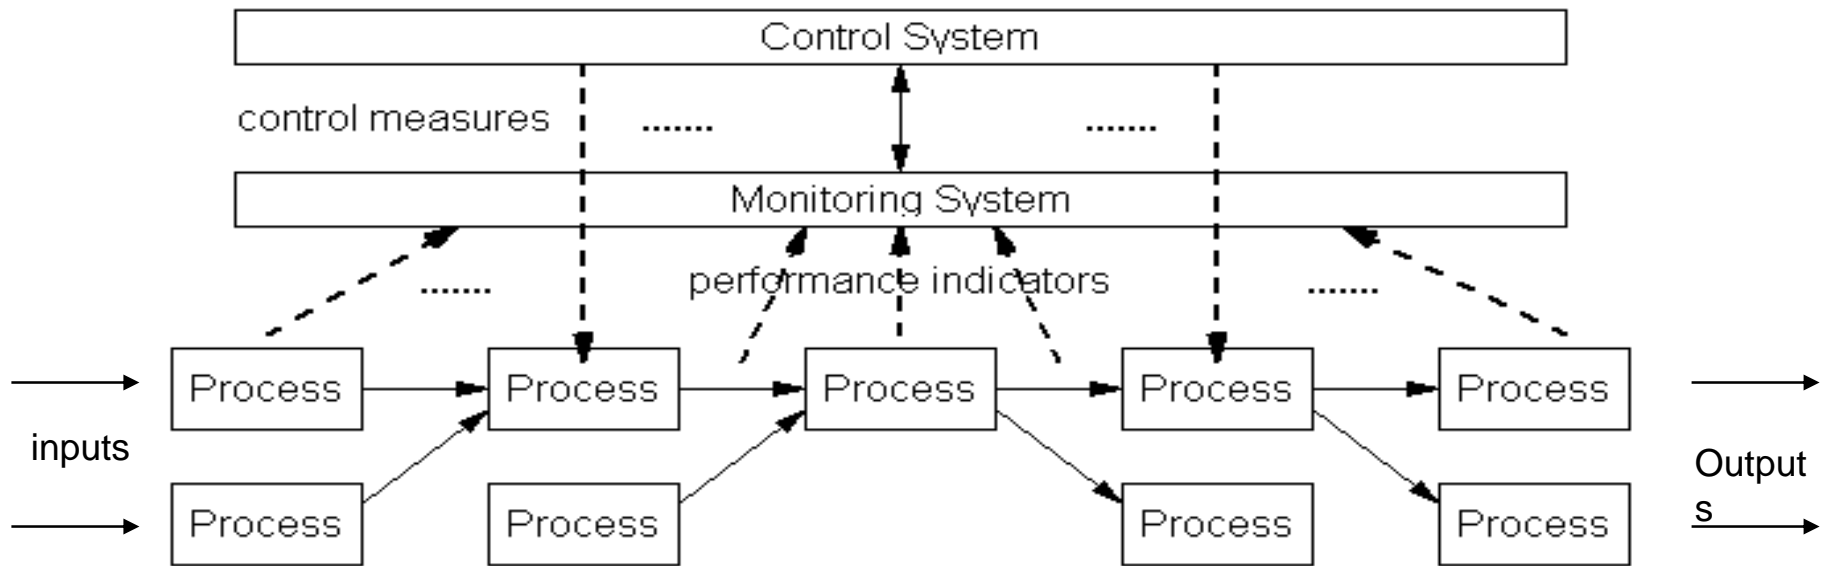 Control System
control measures
.......
.......
Monitoring System
.......
performance indicators
.......
Process
Process
Process
Process
Process
inputs
Output
s
Process
Process
Process
Process